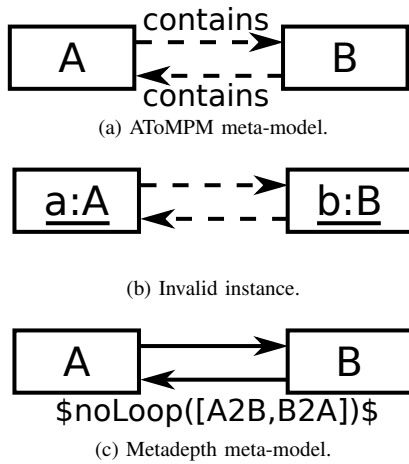 contains
A B
contains
(a) AToMPM meta-model.
a:A b:B
(b) Invalid instance.
A B
$noLoop([A2B,B2A])$
(c) Metadepth meta-model.